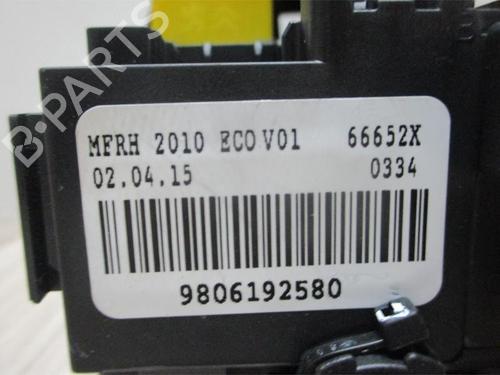 B-PARTS
MFRH 2010 ECO V01 66652X
02.04.15 0334
9806192580